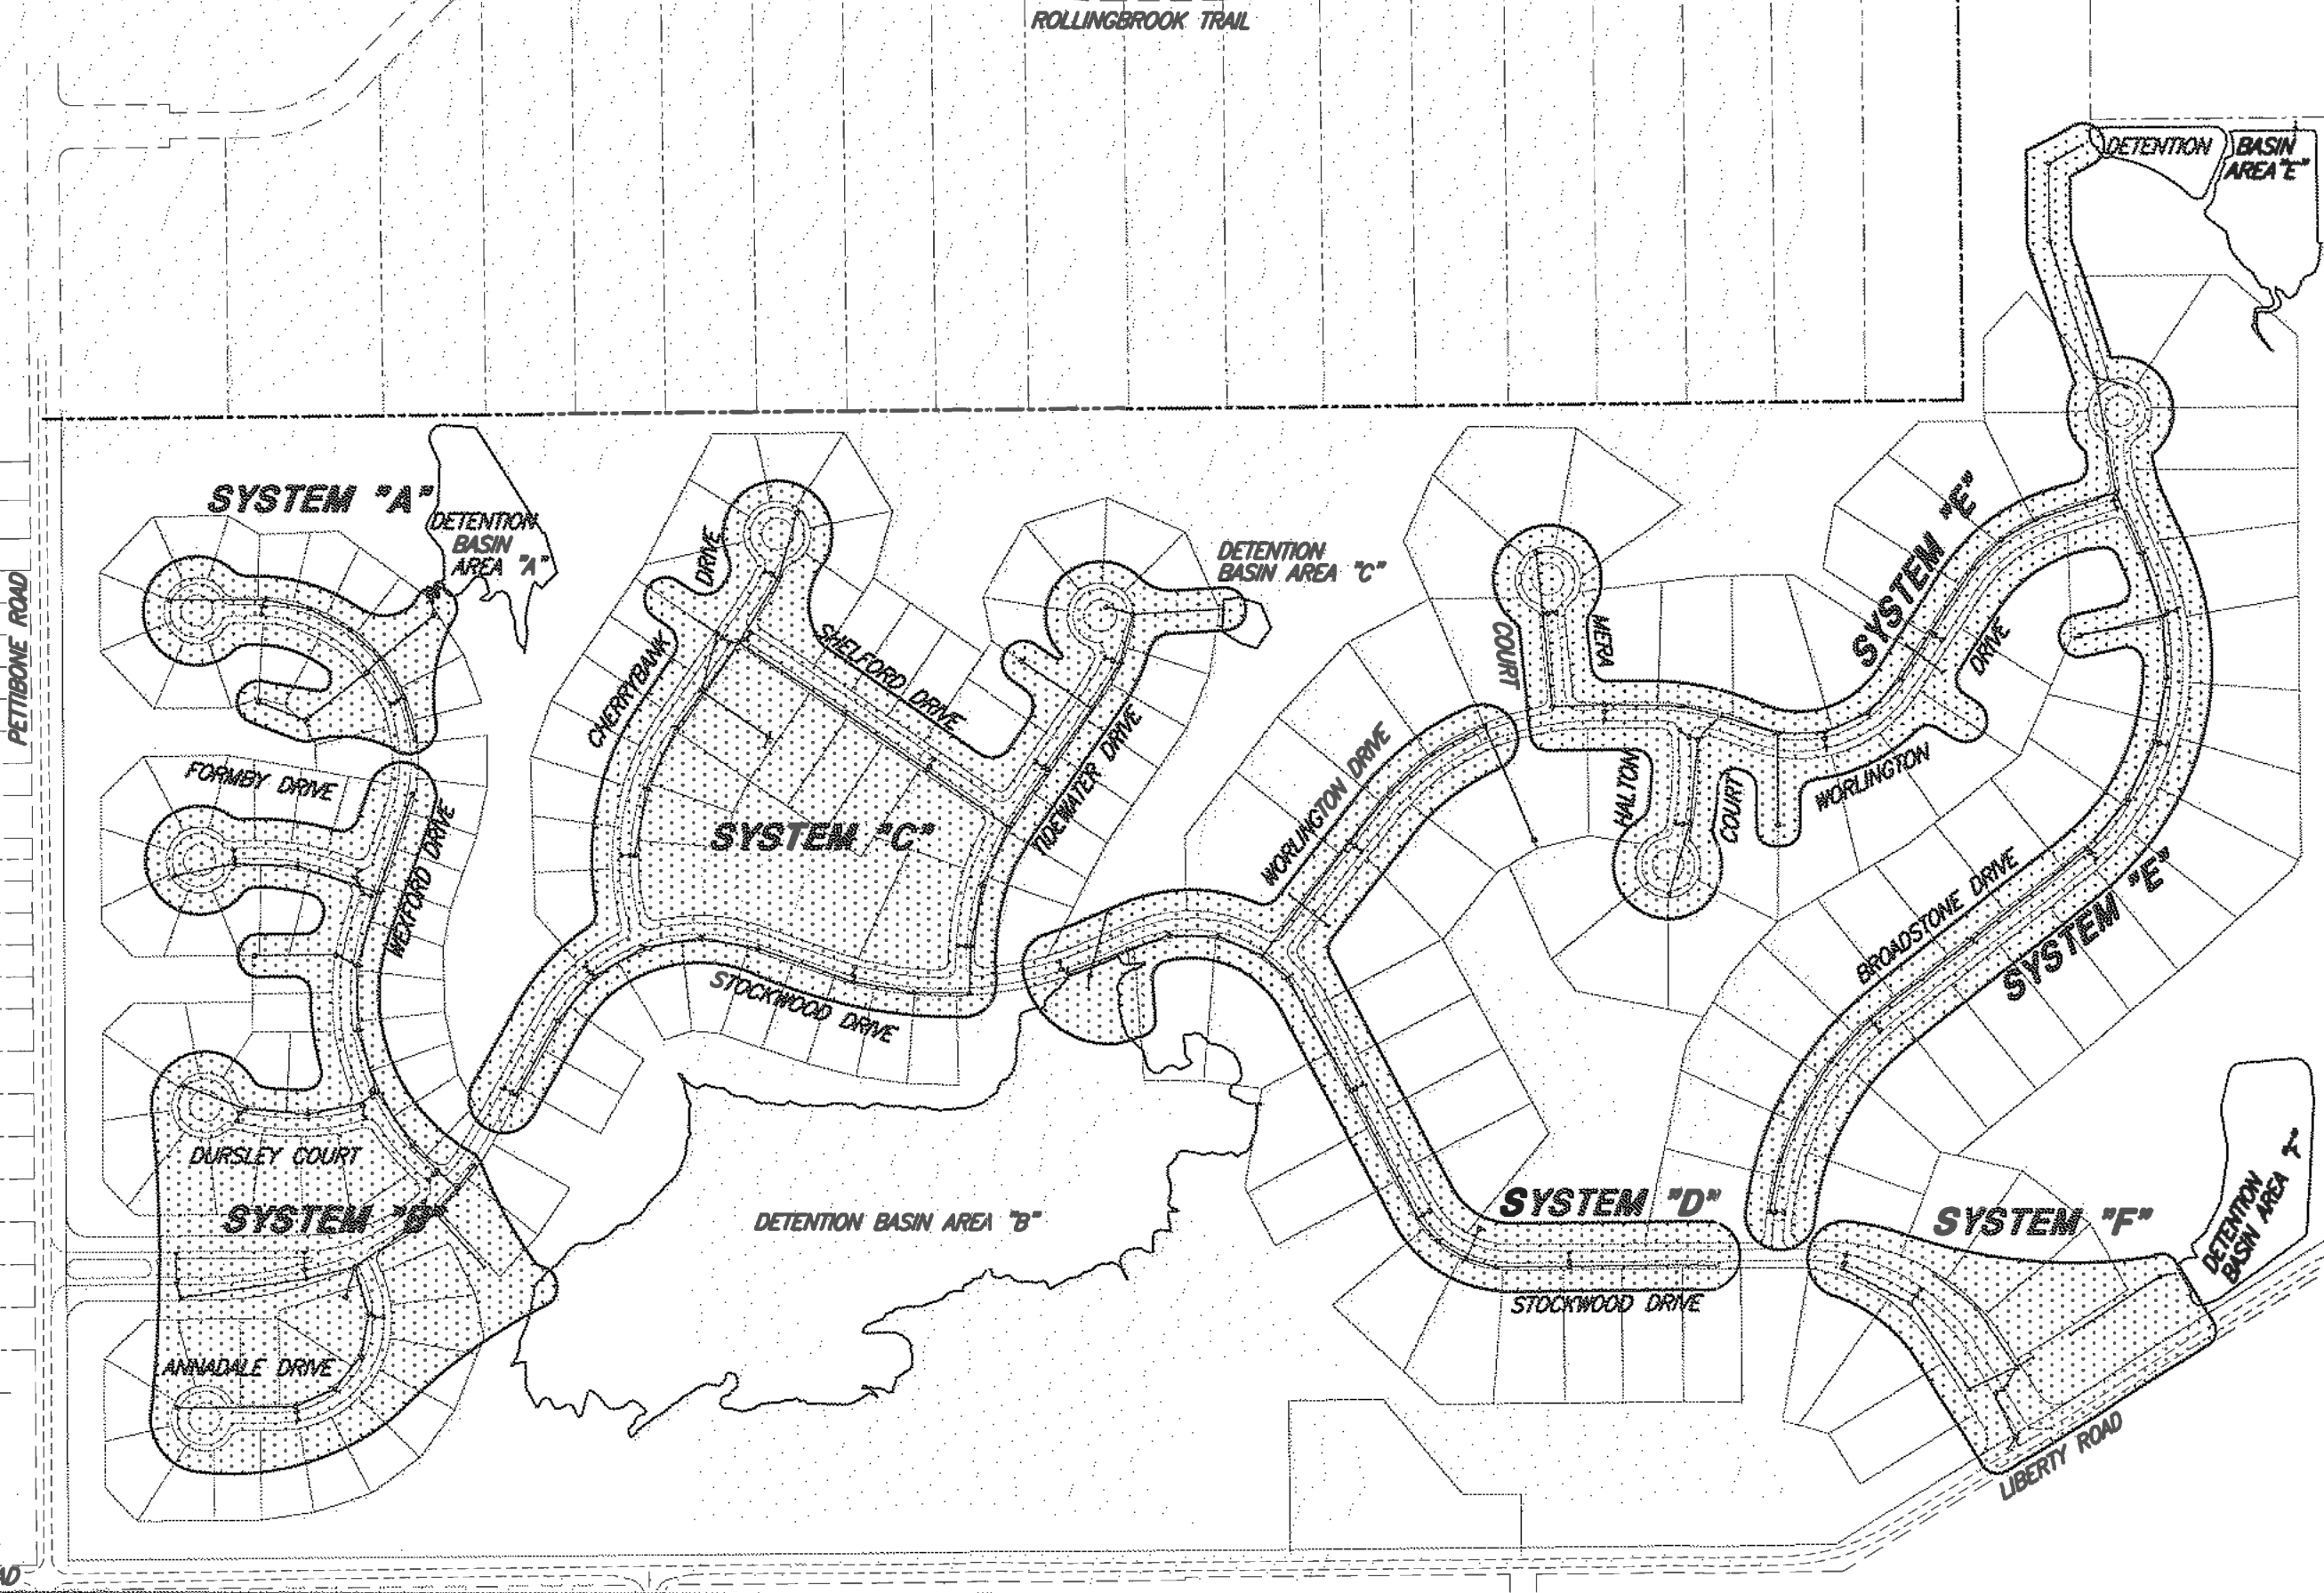 ROLLINGBROOK TRAIL
DETENTION
BASIN
AREA "E"
SYSTEM "A"
DETENTION
BASIN
AREA "A"
PETTIBONE ROAD
DRIVE
CHERRYBANK
SHELFORD DRIVE
DETENTION
BASIN AREA "C"
TIDEWATER DRIVE
COURT
MERA
SYSTEM "E"
DRIVE
WORLINGTON
FORMBY DRIVE
WEXFORD DRIVE
SYSTEM "C"
WORLINGTON DRIVE
HALTON
COURT
BROADSTONE DRIVE
SYSTEM "E"
STOCKWOOD DRIVE
DURSLEY COURT
SYSTEM "B"
DETENTION BASIN AREA "B"
SYSTEM "D"
STOCKWOOD DRIVE
SYSTEM "F"
DETENTION
BASIN AREA "F"
ANNADALE DRIVE
LIBERTY ROAD